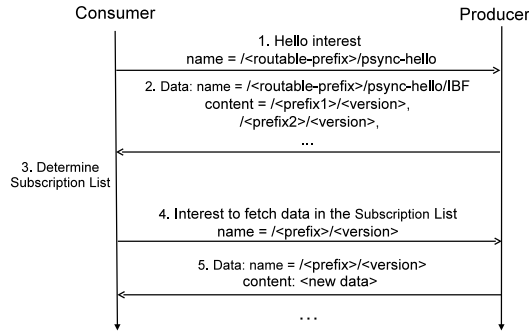 Consumer
Producer
1. Hello interest
name = /<routable-prefix>/psync-hello
2. Data: name = /<routable-prefix>/psync-hello/IBF
content = /<prefix1>/<version>,
/<prefix2>/<version>,
...
3. Determine
Subscription List
4. Interest to fetch data in the Subscription List
name = /<prefix>/<version>
5. Data: name = /<prefix>/<version>
content: <new data>
...